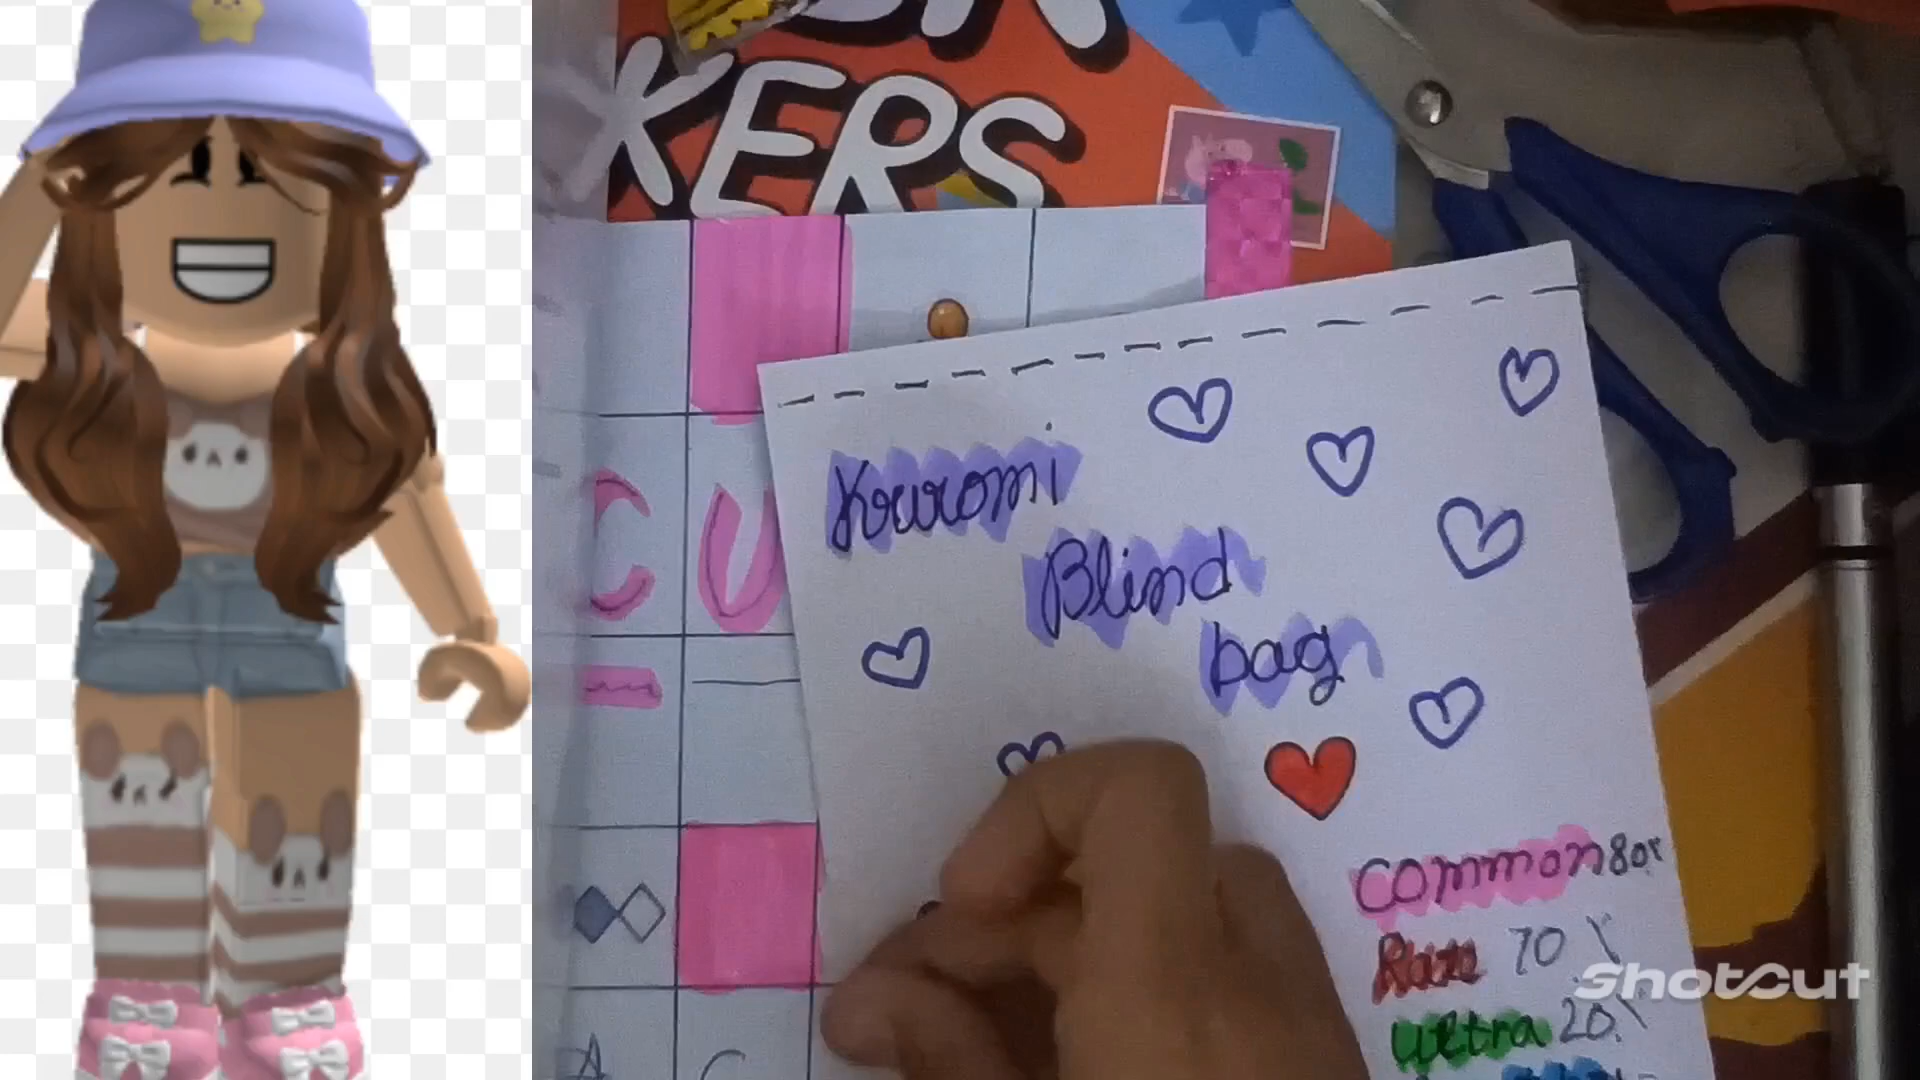 KERS
Kuromi
Blind
bag
Common 80%
Rare 70 %
ultra 20%
ShotCut
C U
A C